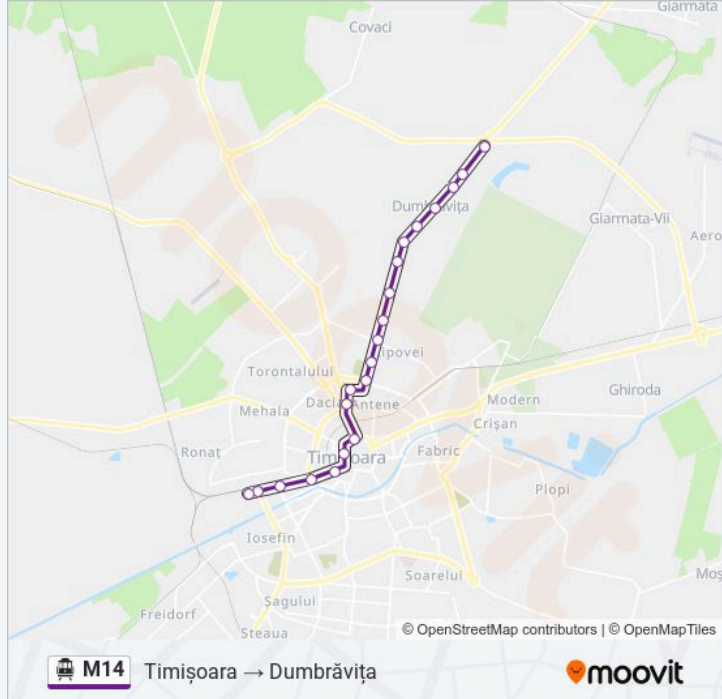 Giarmata
Covaci
Dumbrăvița
Giarmata-Vii
Aero
Lipovei
Torontalului
Dacia
Antene
Mehala
Modern
Ghiroda
Crișan
Ronaț
Timișoara
Fabric
Plopi
Iosefin
Soarelui
Moș
Șagului
Freidorf
Steaua
© OpenStreetMap contributors | © OpenMapTiles
M14 Timișoara → Dumbrăvița
moovit